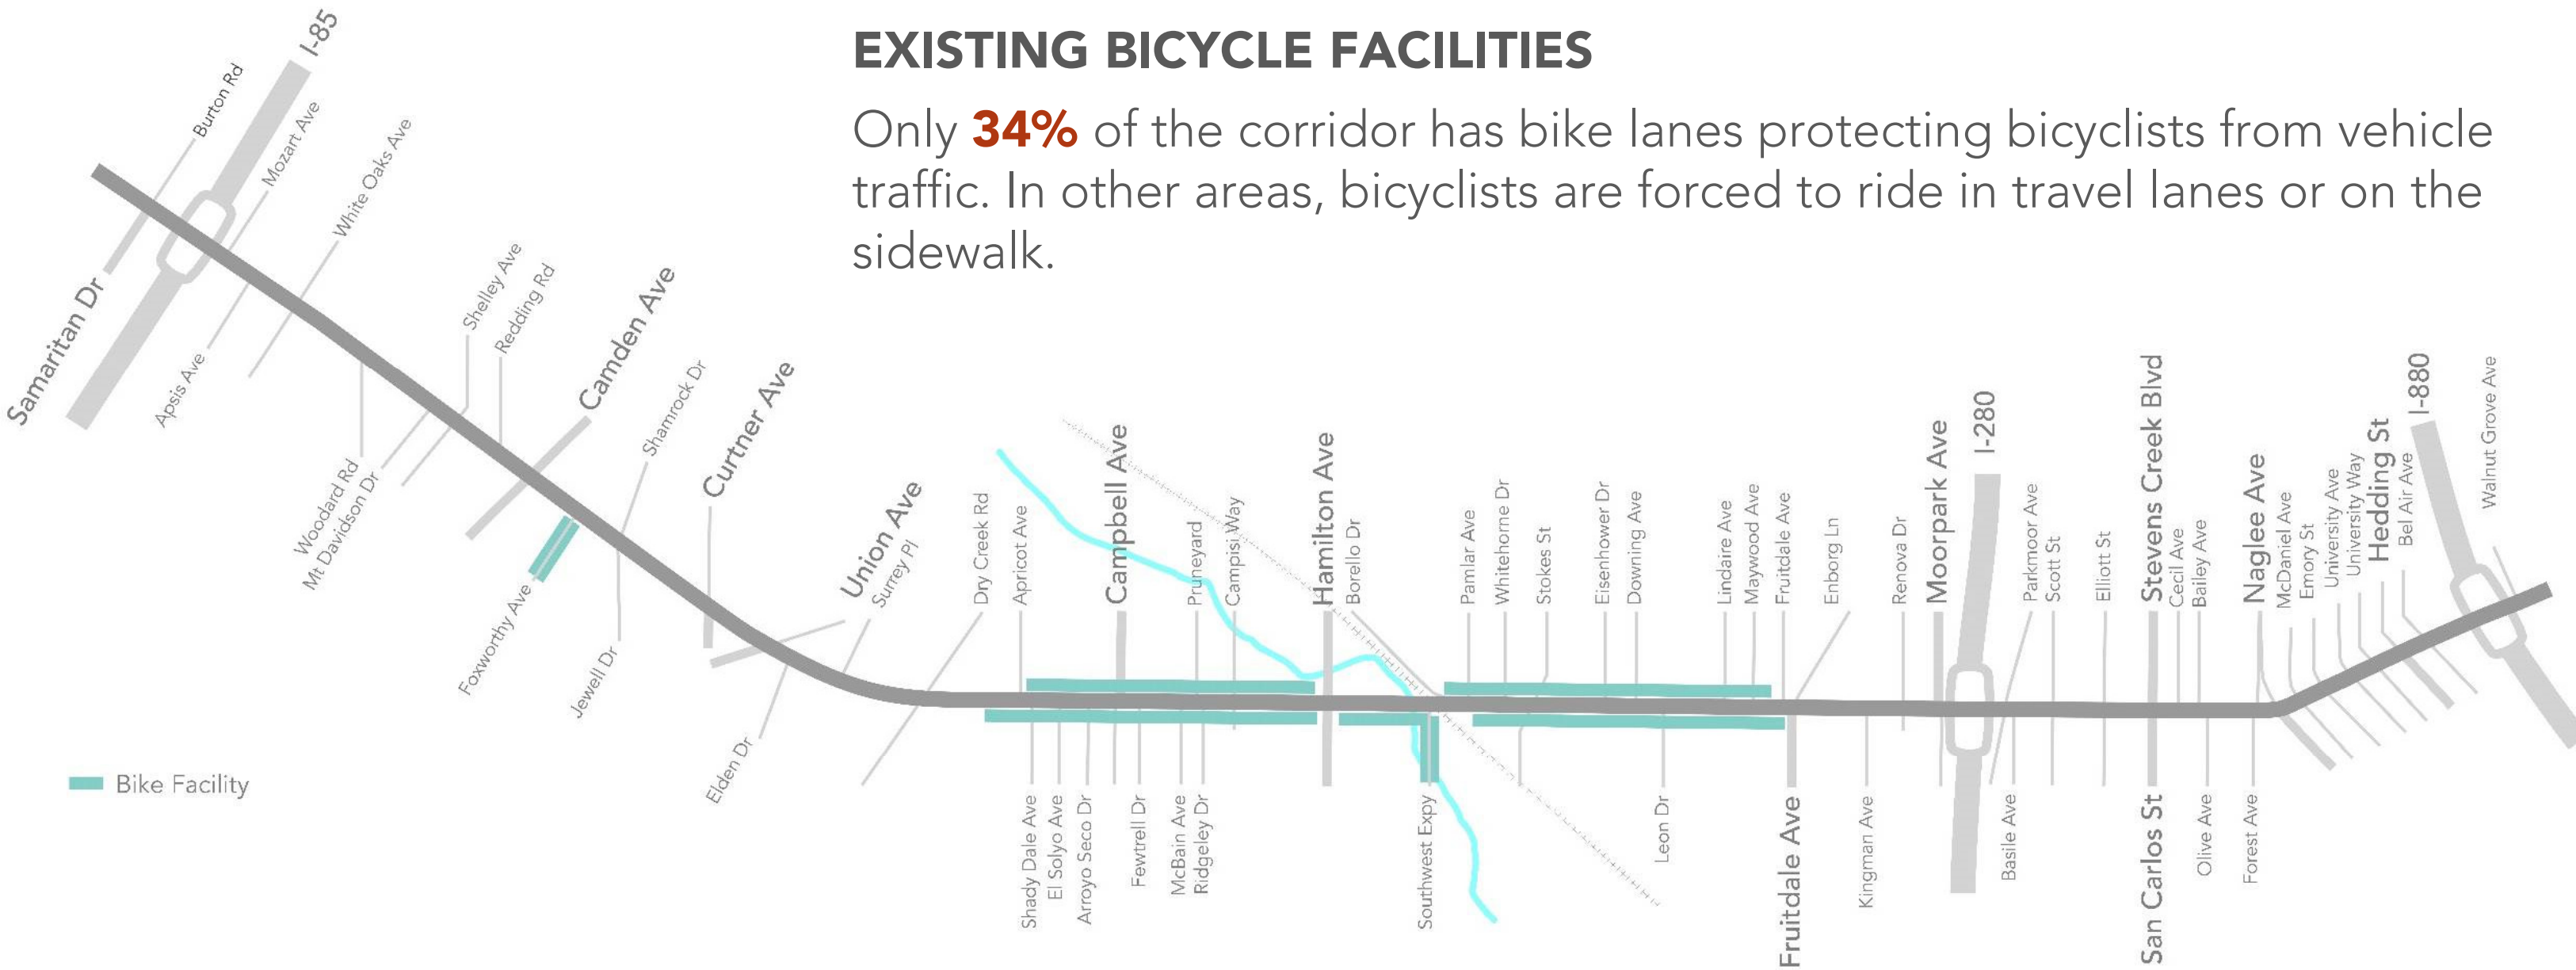 EXISTING BICYCLE FACILITIES
Only 34% of the corridor has bike lanes protecting bicyclists from vehicle
traffic. In other areas, bicyclists are forced to ride in travel lanes or on the
sidewalk.
Samaritan Dr
Burton Rd
I-85
Mozart Ave
Apsis Ave
White Oaks Ave
Woodard Rd
Mt Davidson Dr
Shelley Ave
Redding Rd
Camden Ave
Foxworthy Ave
Shamrock Dr
Jewell Dr
Curtner Ave
Elden Dr
Union Ave
Surrey Pl
Dry Creek Rd
Apricot Ave
Campbell Ave
Pruneyard
Campisi Way
Hamilton Ave
Borello Dr
Pamlar Ave
Whitehorne Dr
Stokes St
Eisenhower Dr
Downing Ave
Lindaire Ave
Maywood Ave
Fruitdale Ave
Enborg Ln
Renova Dr
Moorpark Ave
I-280
Parkmoor Ave
Scott St
Elliott St
Stevens Creek Blvd
Cecil Ave
Bailey Ave
Naglee Ave
McDaniel Ave
Emory St
University Ave
University Way
Hedding St
Bel Air Ave
I-880
Walnut Grove Ave
Shady Dale Ave
El Solyo Ave
Arroyo Seco Dr
Fewtrell Dr
McBain Ave
Ridgeley Dr
Southwest Expy
Leon Dr
Fruitdale Ave
Kingman Ave
Basile Ave
San Carlos St
Olive Ave
Forest Ave
Bike Facility